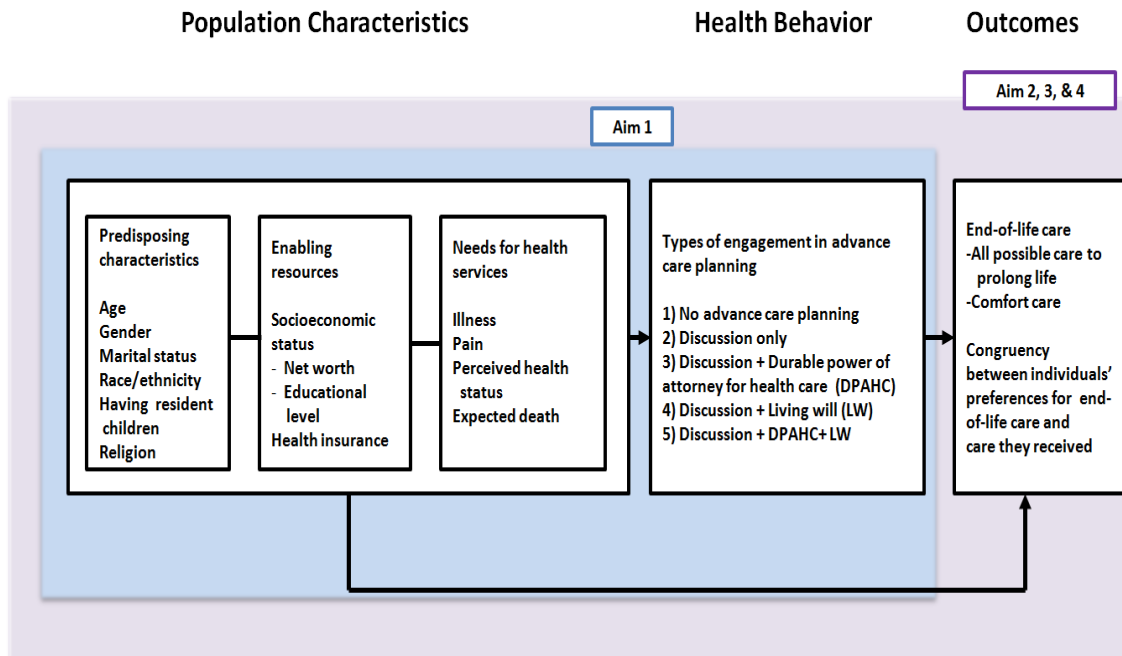 Population Characteristics
Health Behavior
Outcomes
Aim 2, 3, & 4
Aim 1
Predisposing
characteristics
Age
Gender
Marital status
Race/ethnicity
Having resident
children
Religion
Enabling
resources
Socioeconomic
status
- Net worth
- Educational
level
Health insurance
Needs for health
services
Illness
Pain
Perceived health
status
Expected death
Types of engagement in advance
care planning
1) No advance care planning
2) Discussion only
3) Discussion + Durable power of
attorney for health care (DPAHC)
4) Discussion + Living will (LW)
5) Discussion + DPAHC+ LW
End-of-life care
-All possible care to
prolong life
-Comfort care
Congruency
between individuals’
preferences for end-
of-life care and
care they received